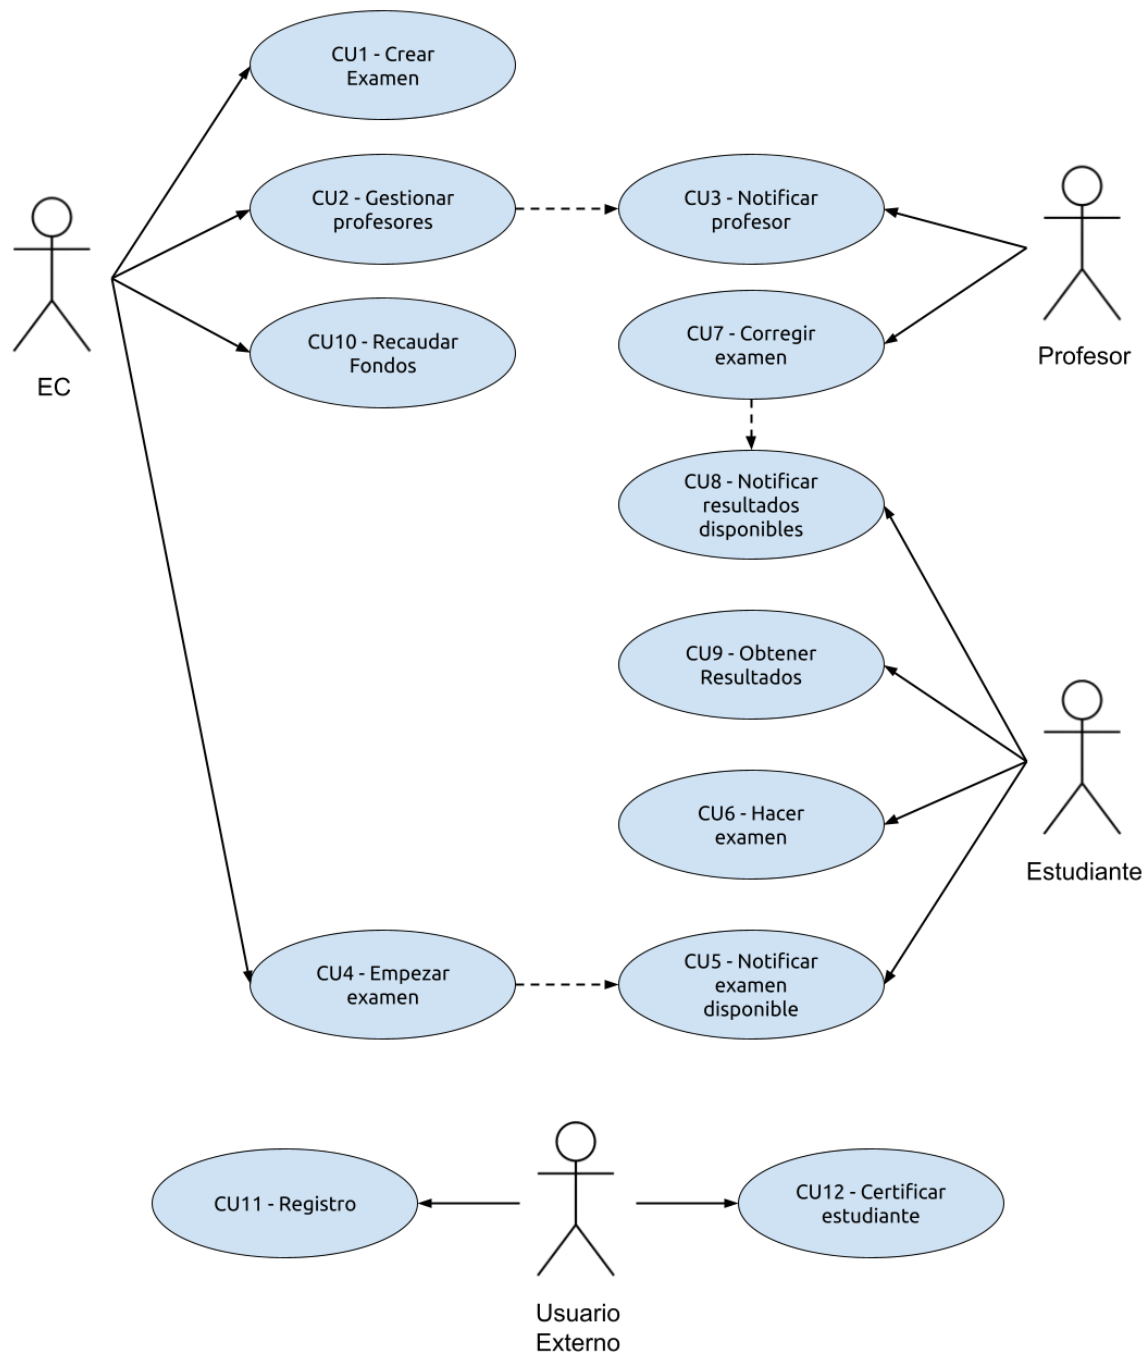 CU1 - Crear
Examen
CU2 - Gestionar
profesores
CU3 - Notificar
profesor
CU10 - Recaudar
Fondos
CU7 - Corregir
examen
EC
Profesor
CU8 - Notificar
resultados
disponibles
CU9 - Obtener
Resultados
CU6 - Hacer
examen
Estudiante
CU4 - Empezar
examen
CU5 - Notificar
examen
disponible
CU11 - Registro
CU12 - Certificar
estudiante
Usuario
Externo